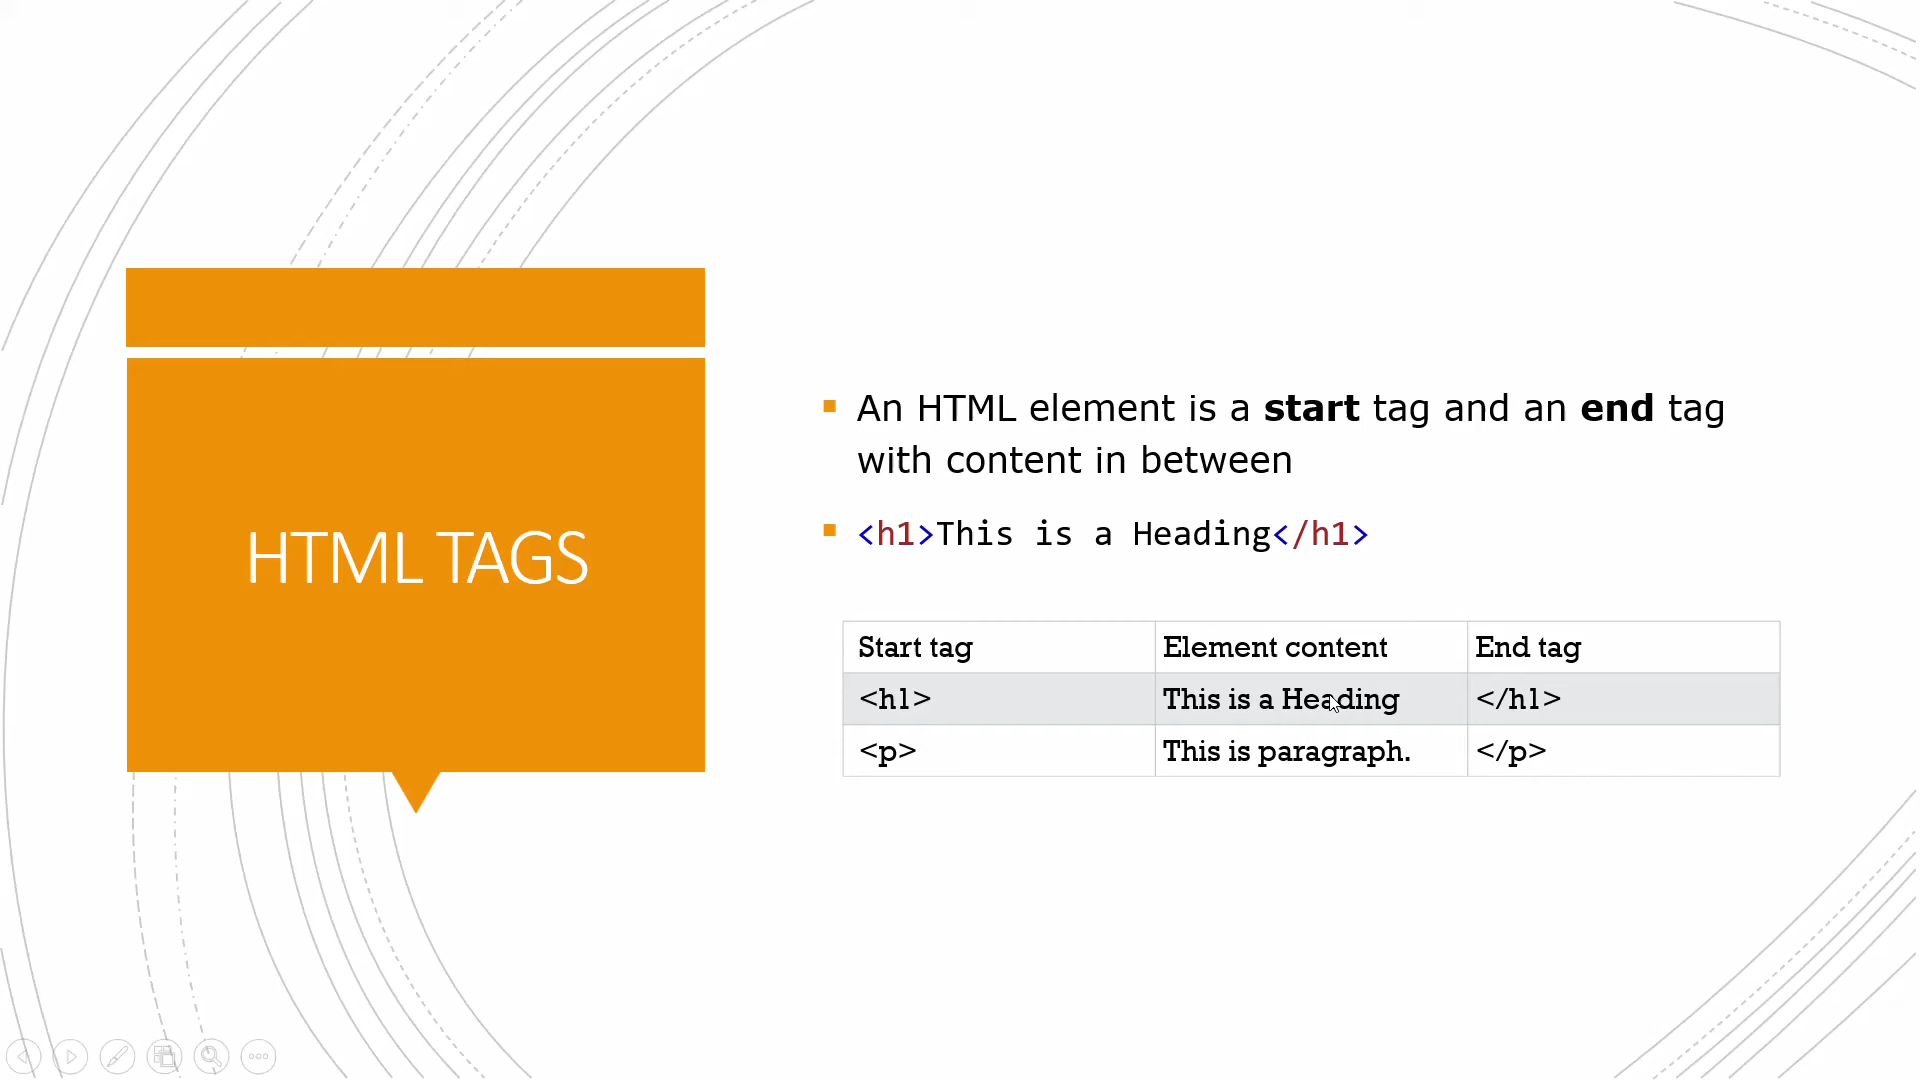 HTML TAGS
An HTML element is a start tag and an end tag
with content in between
<h1>This is a Heading</h1>
Start tag Element content End tag
<h1> This is a Heading </h1>
<p> This is paragraph. </p>